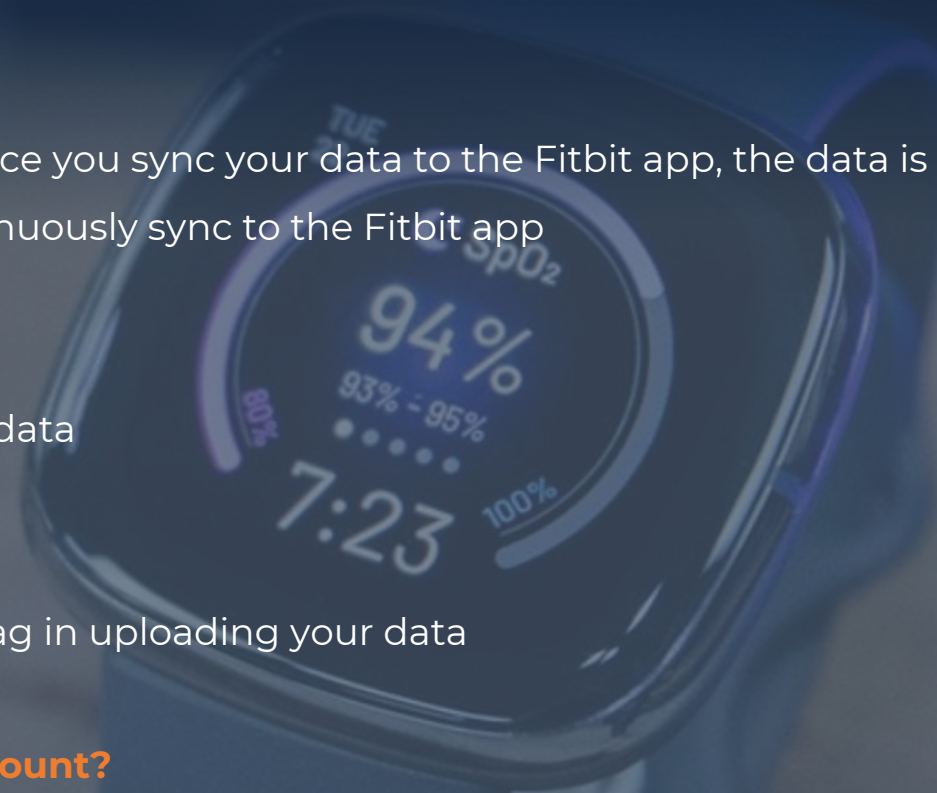 TUE
ce you sync your data to the Fitbit app, the data is
nuously sync to the Fitbit app
SpO₂
94%
93% - 95%
80%
data
7:23
100%
ag in uploading your data
ount?